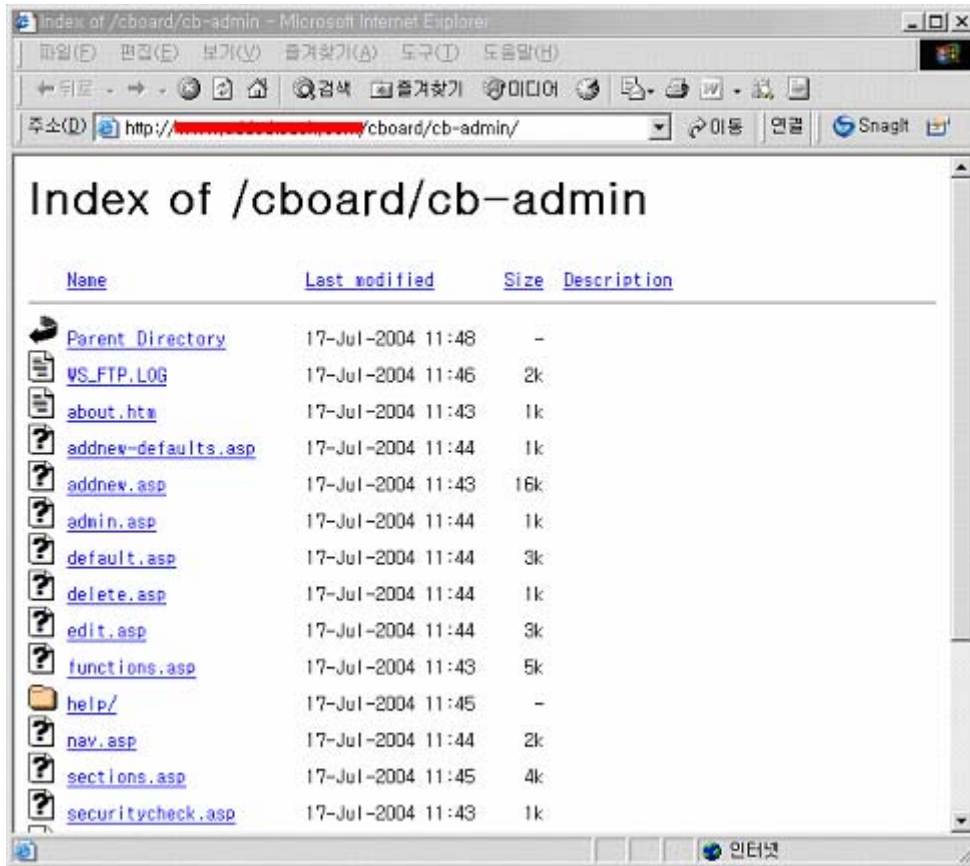 Index of /cboard/cb-admin - Microsoft Internet Explorer
파일(F) 편집(E) 보기(V) 즐겨찾기(A) 도구(T) 도움말(H)
뒤로 검색 즐겨찾기 미디어
주소(D) http:// /cboard/cb-admin/ 이동 연결 SnagIt
Index of /cboard/cb-admin
Name Last modified Size Description
Parent Directory 17-Jul-2004 11:48 -
WS_FTP.LOG 17-Jul-2004 11:46 2k
about.htm 17-Jul-2004 11:43 1k
addnew-defaults.asp 17-Jul-2004 11:44 1k
addnew.asp 17-Jul-2004 11:43 16k
admin.asp 17-Jul-2004 11:44 1k
default.asp 17-Jul-2004 11:44 3k
delete.asp 17-Jul-2004 11:44 1k
edit.asp 17-Jul-2004 11:44 3k
functions.asp 17-Jul-2004 11:43 5k
help/ 17-Jul-2004 11:45 -
nav.asp 17-Jul-2004 11:44 2k
sections.asp 17-Jul-2004 11:45 4k
securitycheck.asp 17-Jul-2004 11:43 1k
인터넷